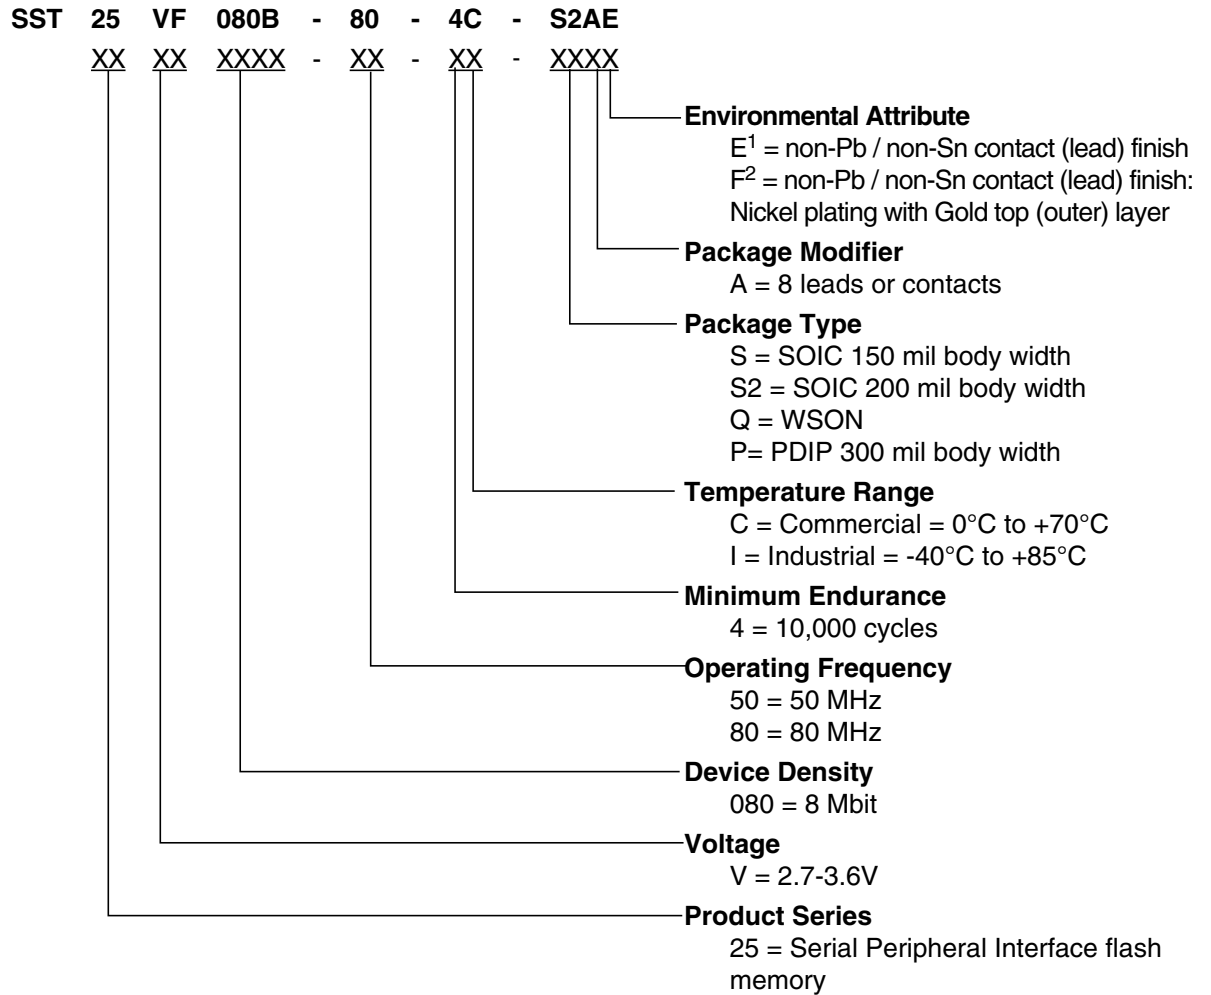 SST 25 VF 080B - 80 - 4C - S2AE
XX XX XXXX - XX - XX - XXXX
Environmental Attribute
E1 = non-Pb / non-Sn contact (lead) finish
F2 = non-Pb / non-Sn contact (lead) finish:
Nickel plating with Gold top (outer) layer
Package Modifier
A = 8 leads or contacts
Package Type
S = SOIC 150 mil body width
S2 = SOIC 200 mil body width
Q = WSON
P= PDIP 300 mil body width
Temperature Range
C = Commercial = 0°C to +70°C
I = Industrial = -40°C to +85°C
Minimum Endurance
4 = 10,000 cycles
Operating Frequency
50 = 50 MHz
80 = 80 MHz
Device Density
080 = 8 Mbit
Voltage
V = 2.7-3.6V
Product Series
25 = Serial Peripheral Interface flash
memory